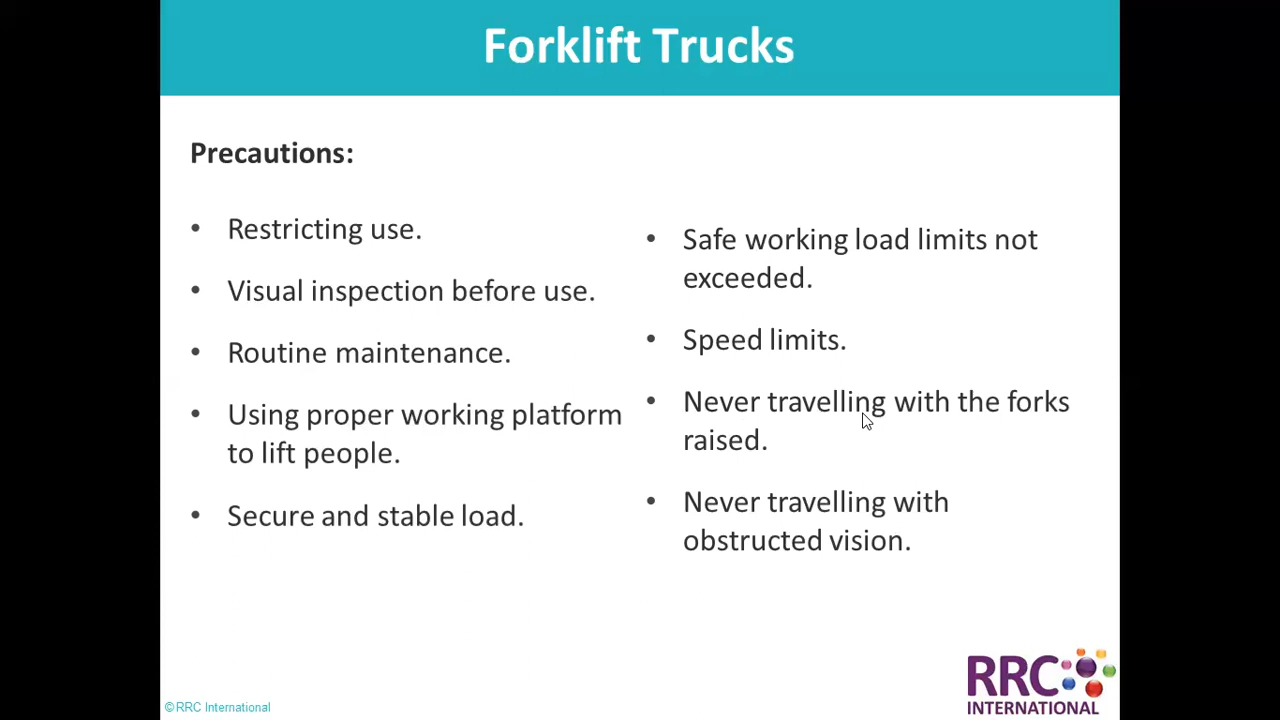 Forklift Trucks
Precautions:
• Restricting use.
• Visual inspection before use.
• Routine maintenance.
• Using proper working platform
to lift people.
• Secure and stable load.
• Safe working load limits not
exceeded.
• Speed limits.
• Never travelling with the forks
raised.
• Never travelling with
obstructed vision.
©RRC International
RRC
INTERNATIONAL